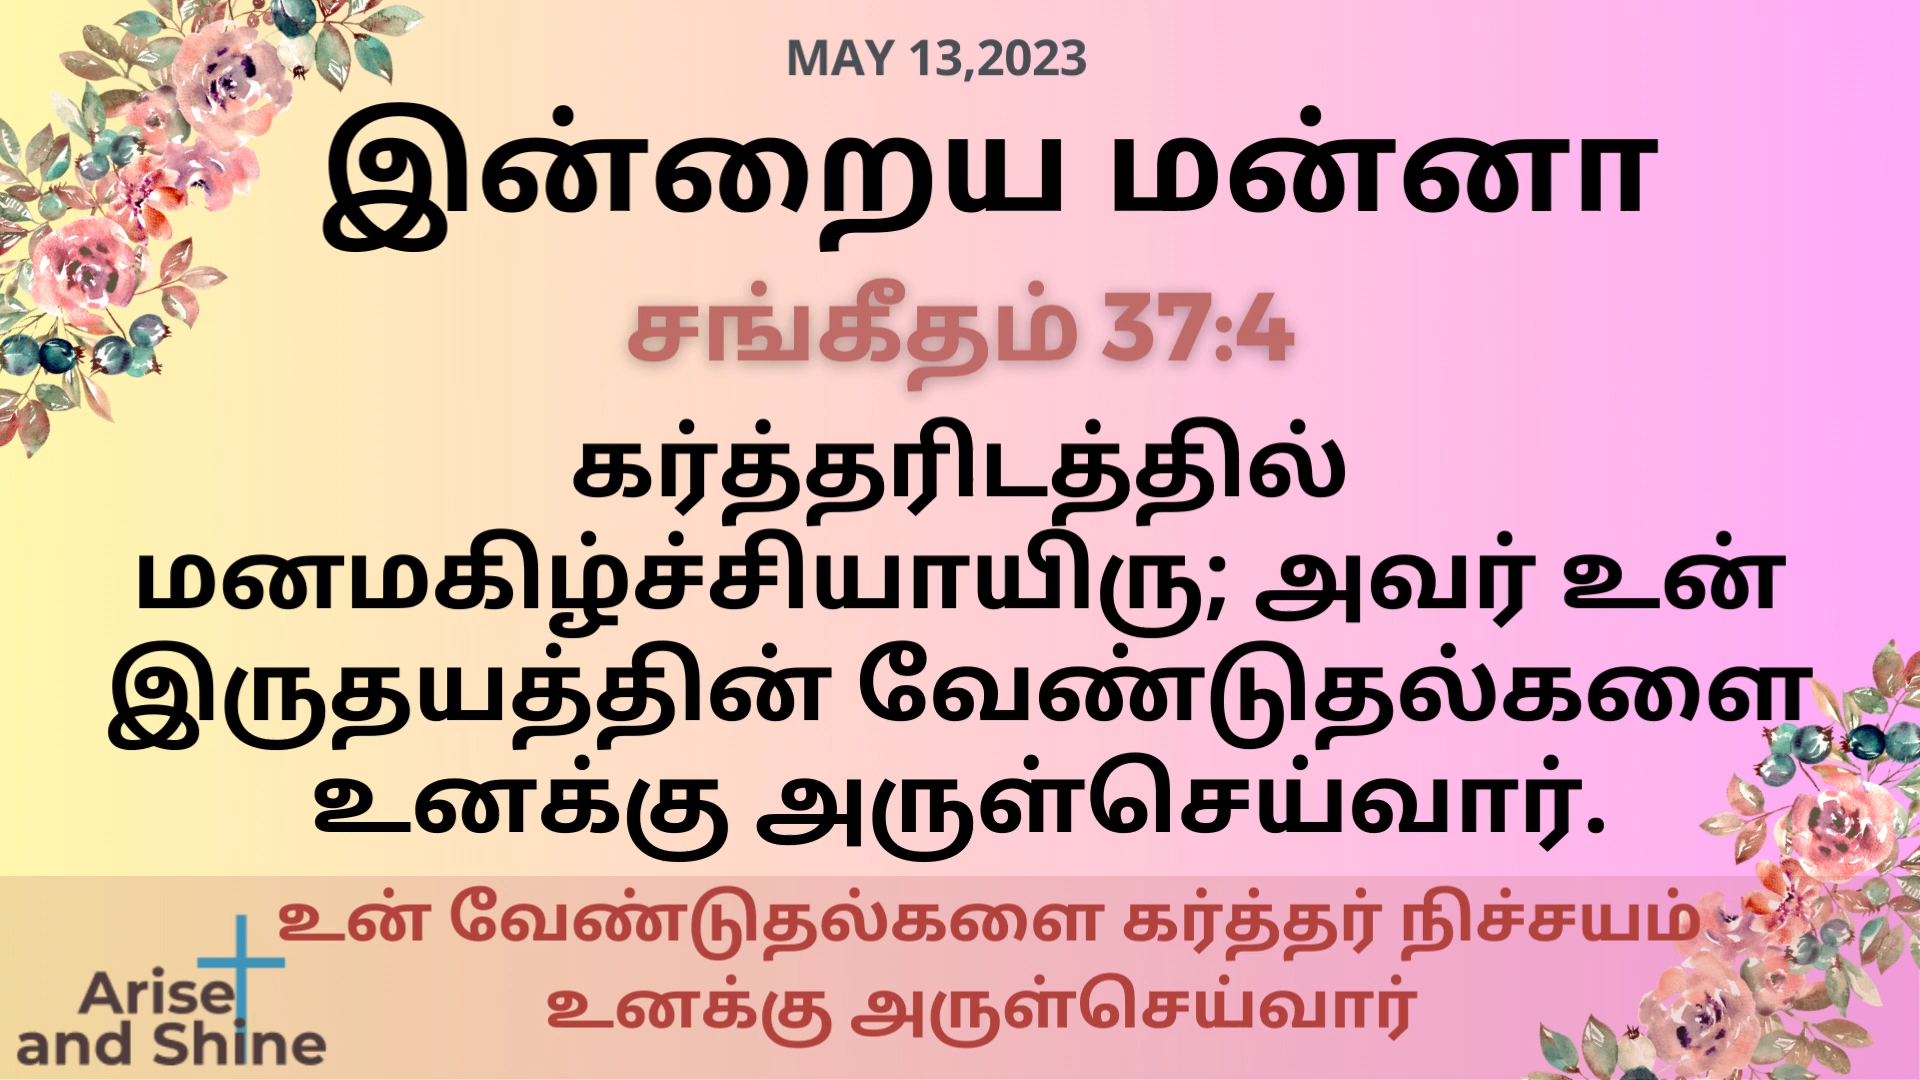 MAY 13,2023
இன்றைய மன்னா
சங்கீதம் 37:4
கர்த்தரிடத்தில்
மனமகிழ்ச்சியாயிரு; அவர் உன்
இருதயத்தின் வேண்டுதல்களை
உனக்கு அருள்செய்வார்.
உன் வேண்டுதல்களை கர்த்தர் நிச்சயம்
உனக்கு அருள்செய்வார்
Arise
and Shine